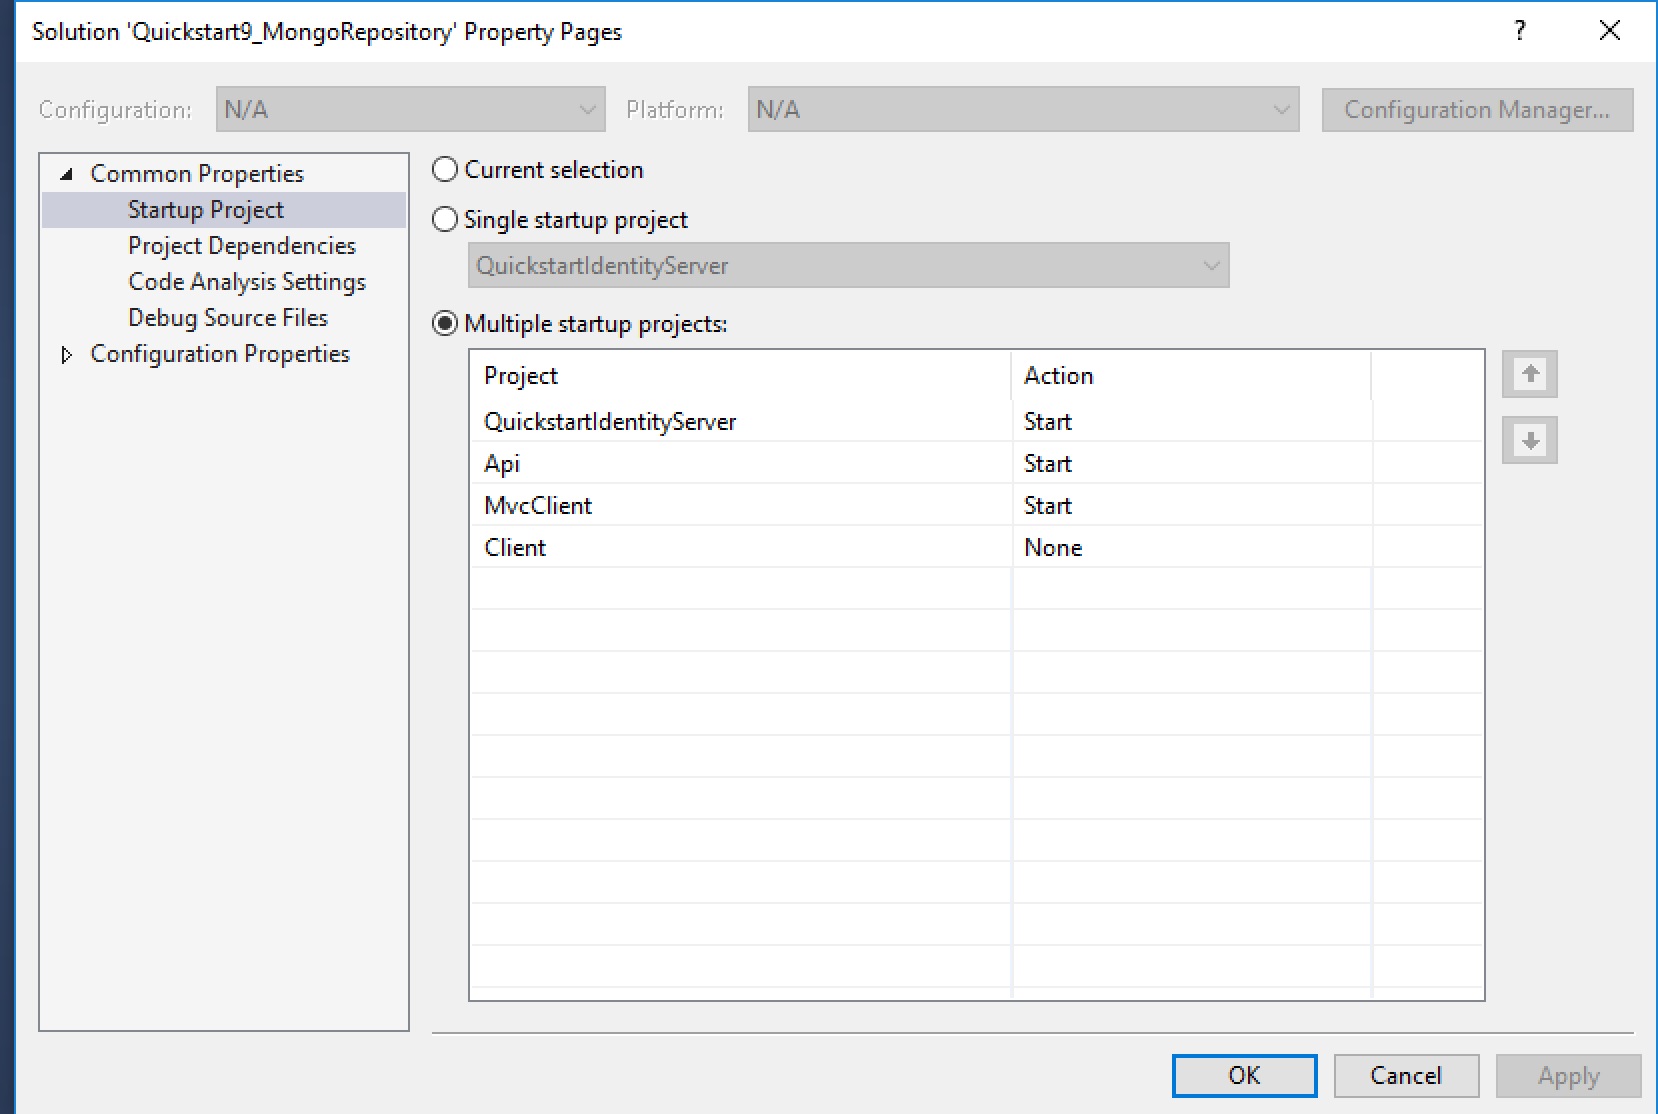 Solution 'Quickstart9_MongoRepository' Property Pages
?
Configuration: N/A Platform: N/A Configuration Manager...
Common Properties
Startup Project
Project Dependencies
Code Analysis Settings
Debug Source Files
Configuration Properties
Current selection
Single startup project
QuickstartIdentityServer
Multiple startup projects:
Project Action
QuickstartIdentityServer Start
Api Start
MvcClient Start
Client None
OK Cancel Apply